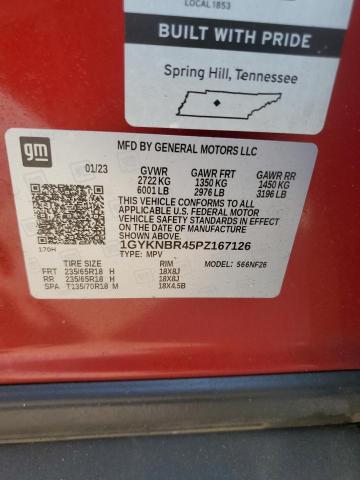 LOCAL 1853
BUILT WITH PRIDE
Spring Hill, Tennessee
gm
MFD BY GENERAL MOTORS LLC
01/23 GVWR GAWR FRT GAWR RR
2722 KG 1350 KG 1450 KG
6001 LB 2976 LB 3196 LB
THIS VEHICLE CONFORMS TO ALL APPLICABLE
U.S. FEDERAL MOTOR
VEHICLE SAFETY STANDARDS
IN EFFECT ON THE DATE OF
MANUFACTURE SHOWN ABOVE.
170H 1GYKNBR45PZ167126
TYPE: MPV MODEL: 566NF26
TIRE SIZE RIM
FRT 235/65R18 H 18X8J
RR 235/65R18 H 18X8J
SPA T135/70R18 M 18X4.5B